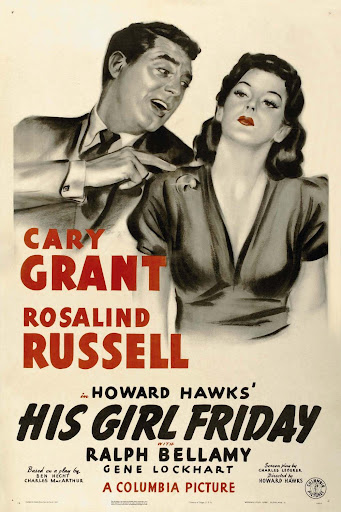 CARY
GRANT
ROSALIND
RUSSELL
in HOWARD HAWKS'
HIS GIRL FRIDAY
WITH
RALPH BELLAMY
GENE LOCKHART
Based on a play by
BEN HECHT
CHARLES MacARTHUR
Screen play by
CHARLES LEDERER
Directed by
HOWARD HAWKS
A COLUMBIA PICTURE